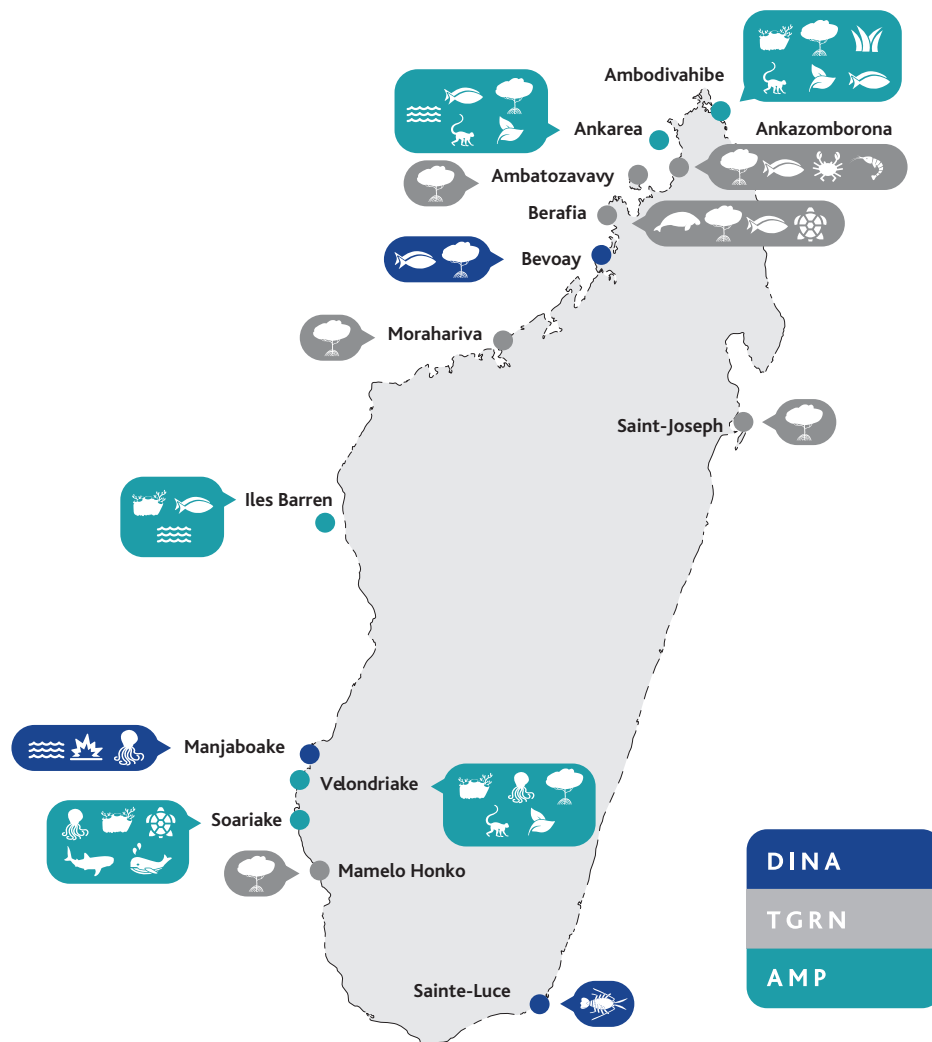 Ambodivahibe
Ankarea
Ankazomborona
Ambatozavavy
Berafia
Bevoay
Morahariva
Saint-Joseph
Iles Barren
Manjaboake
Velondriake
Soariake
Mamelo Honko
Sainte-Luce
DINA
TGRN
AMP